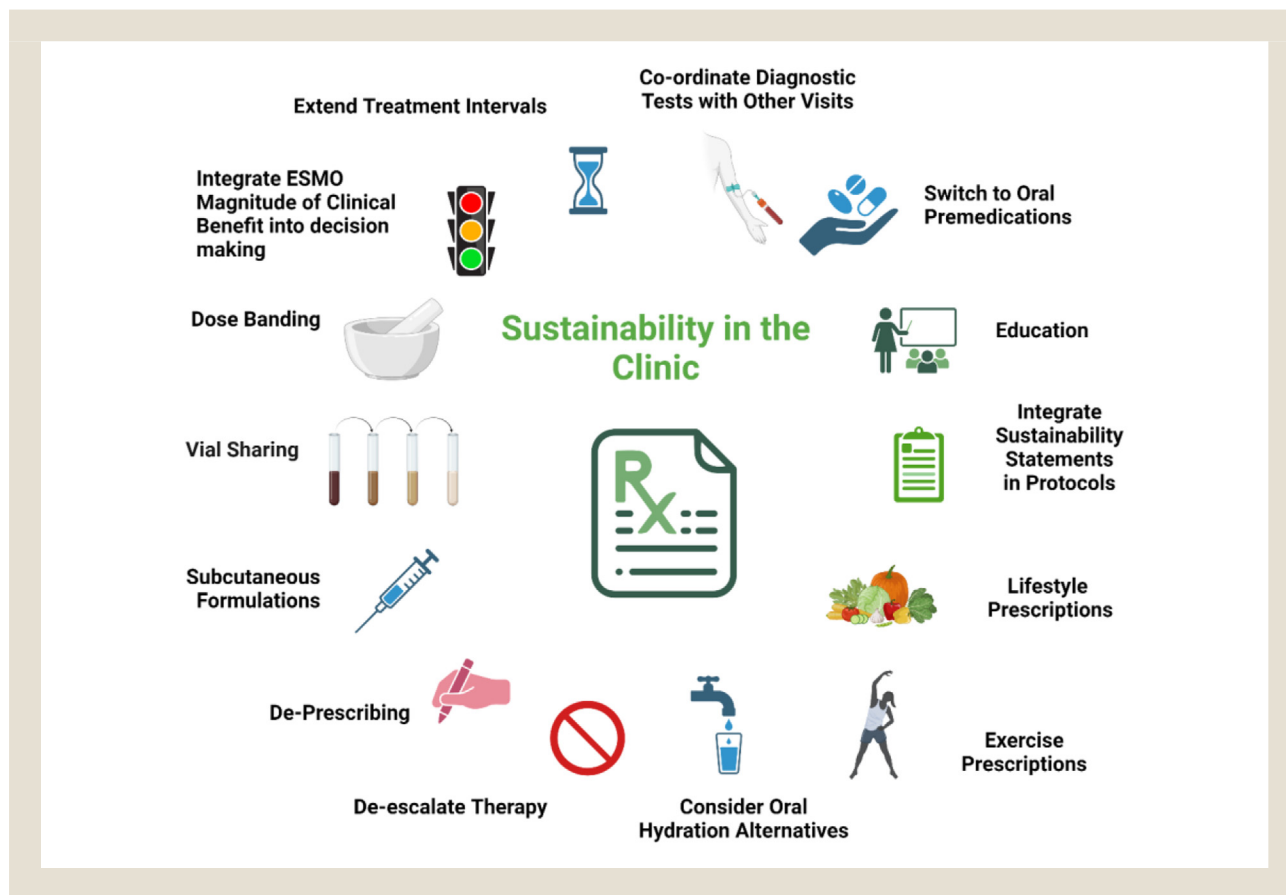 Co-ordinate Diagnostic
Tests with Other Visits
Extend Treatment Intervals
Integrate ESMO
Magnitude of Clinical
Benefit into decision
making
Switch to Oral
Premedications
Dose Banding
Sustainability in the
Clinic
Education
Vial Sharing
Rx
Integrate
Sustainability
Statements
in Protocols
Subcutaneous
Formulations
Lifestyle
Prescriptions
De-Prescribing
Exercise
Prescriptions
De-escalate Therapy
Consider Oral
Hydration Alternatives